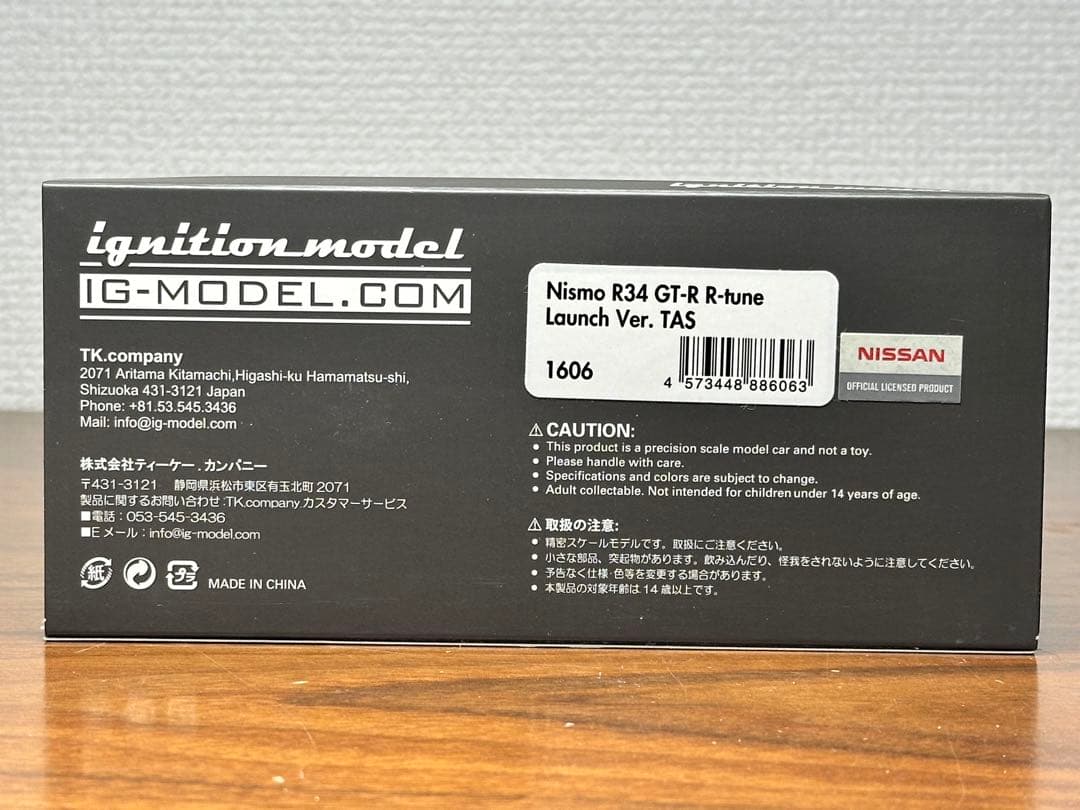 ignition model
ignition model
IG-MODEL.COM
TK.company
2071 Aritama Kitamachi,Higashi-ku Hamamatsu-shi,
Shizuoka 431-3121 Japan
Phone: +81.53.545.3436
Mail: info@ig-model.com
株式会社ティーケー.カンパニー
〒431-3121 静岡県浜松市東区有玉北町2071
製品に関するお問い合わせ:TK.company.カスタマーサービス
■電話：053-545-3436
■Eメール：info@ig-model.com
紙 プラ MADE IN CHINA
Nismo R34 GT-R R-tune
Launch Ver. TAS
1606
4 573448 886063
NISSAN
OFFICIAL LICENSED PRODUCT
⚠CAUTION:
• This product is a precision scale model car and not a toy.
• Please handle with care.
• Specifications and colors are subject to change.
• Adult collectable. Not intended for children under 14 years of age.
⚠取扱の注意:
• 精密スケールモデルです。取扱にご注意ください。
• 小さな部品、突起物があります。飲み込んだり、怪我をされないように注意してください。
• 予告なく仕様・色等を変更する場合があります。
• 本製品の対象年齢は14歳以上です。